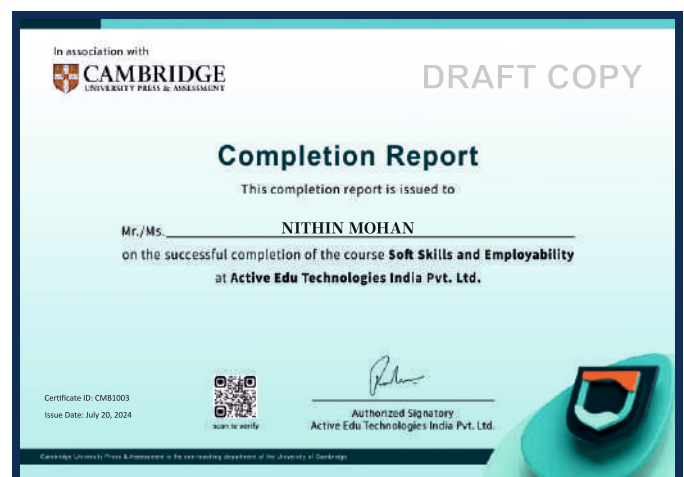 In association with
CAMBRIDGE
UNIVERSITY PRESS & ASSESSMENT
DRAFT COPY
Completion Report
This completion report is issued to
Mr./Ms. NITHIN MOHAN
on the successful completion of the course Soft Skills and Employability
at Active Edu Technologies India Pvt. Ltd.
Certificate ID: CMB1003
Issue Date: July 20, 2024
scan to verify
Authorized Signatory
Active Edu Technologies India Pvt. Ltd.
Cambridge University Press & Assessment is the non-teaching department of the University of Cambridge